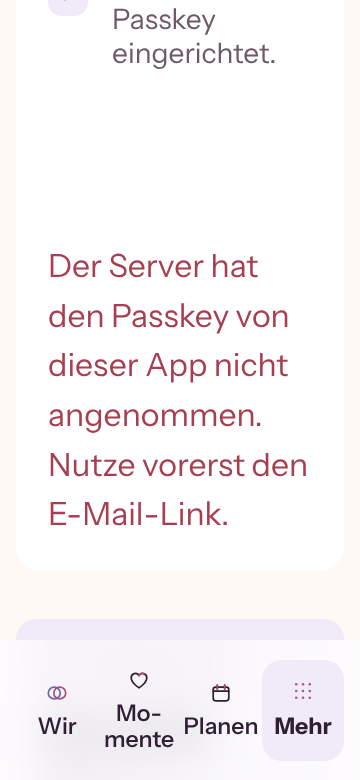 Passkey
eingerichtet.
Der Server hat
den Passkey von
dieser App nicht
angenommen.
Nutze vorerst den
E-Mail-Link.
Wir
Mo-
mente
Planen
Mehr